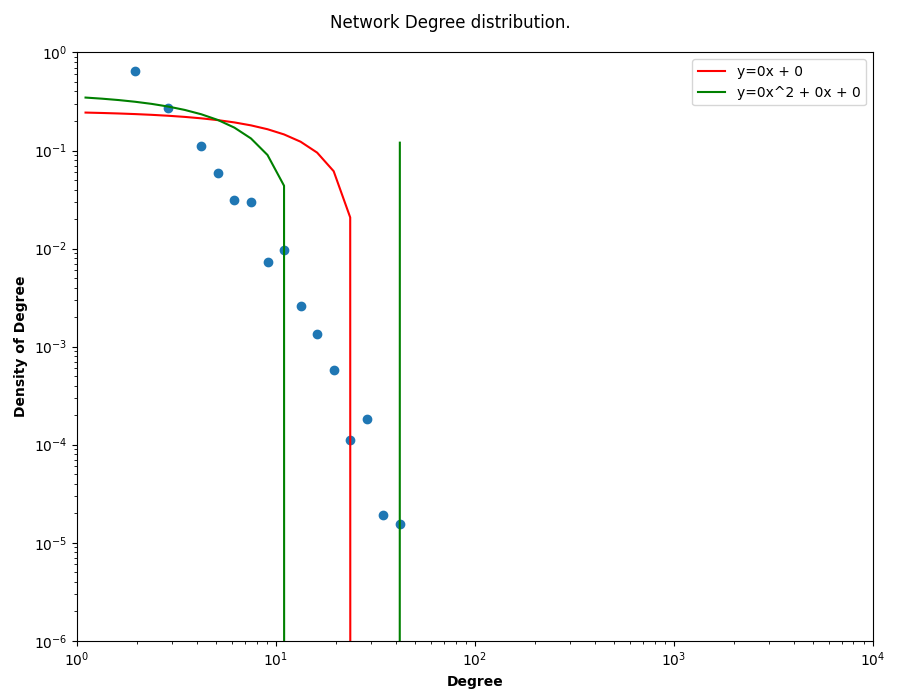 Network Degree distribution.
y=0x + 0
y=0x^2 + 0x + 0
Density of Degree
10^0
10^-1
10^-2
10^-3
10^-4
10^-5
10^-6
10^0 10^1 10^2 10^3 10^4
Degree